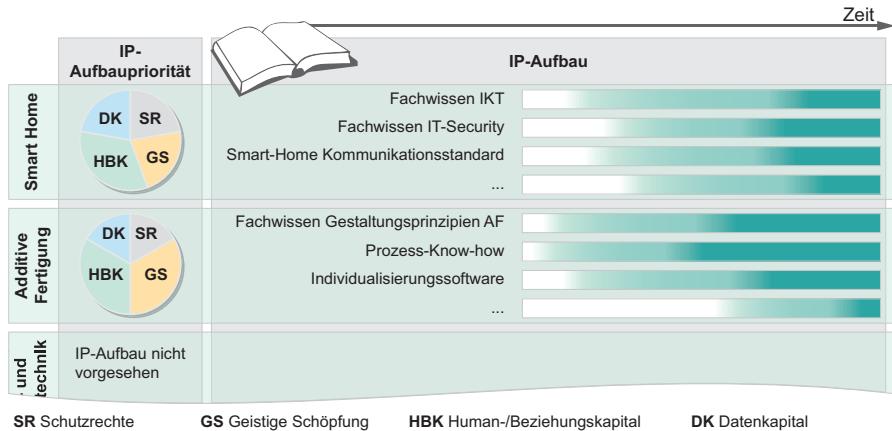 Zeit
IP-
Aufbaupriorität
IP-Aufbau
Smart Home
DK SR
HBK GS
Fachwissen IKT
Fachwissen IT-Security
Smart-Home Kommunikationsstandard
...
Additive
Fertigung
DK SR
HBK GS
Fachwissen Gestaltungsprinzipien AF
Prozess-Know-how
Individualisierungssoftware
...
und
technik
IP-Aufbau nicht
vorgesehen
SR Schutzrechte GS Geistige Schöpfung HBK Human-/Beziehungskapital DK Datenkapital